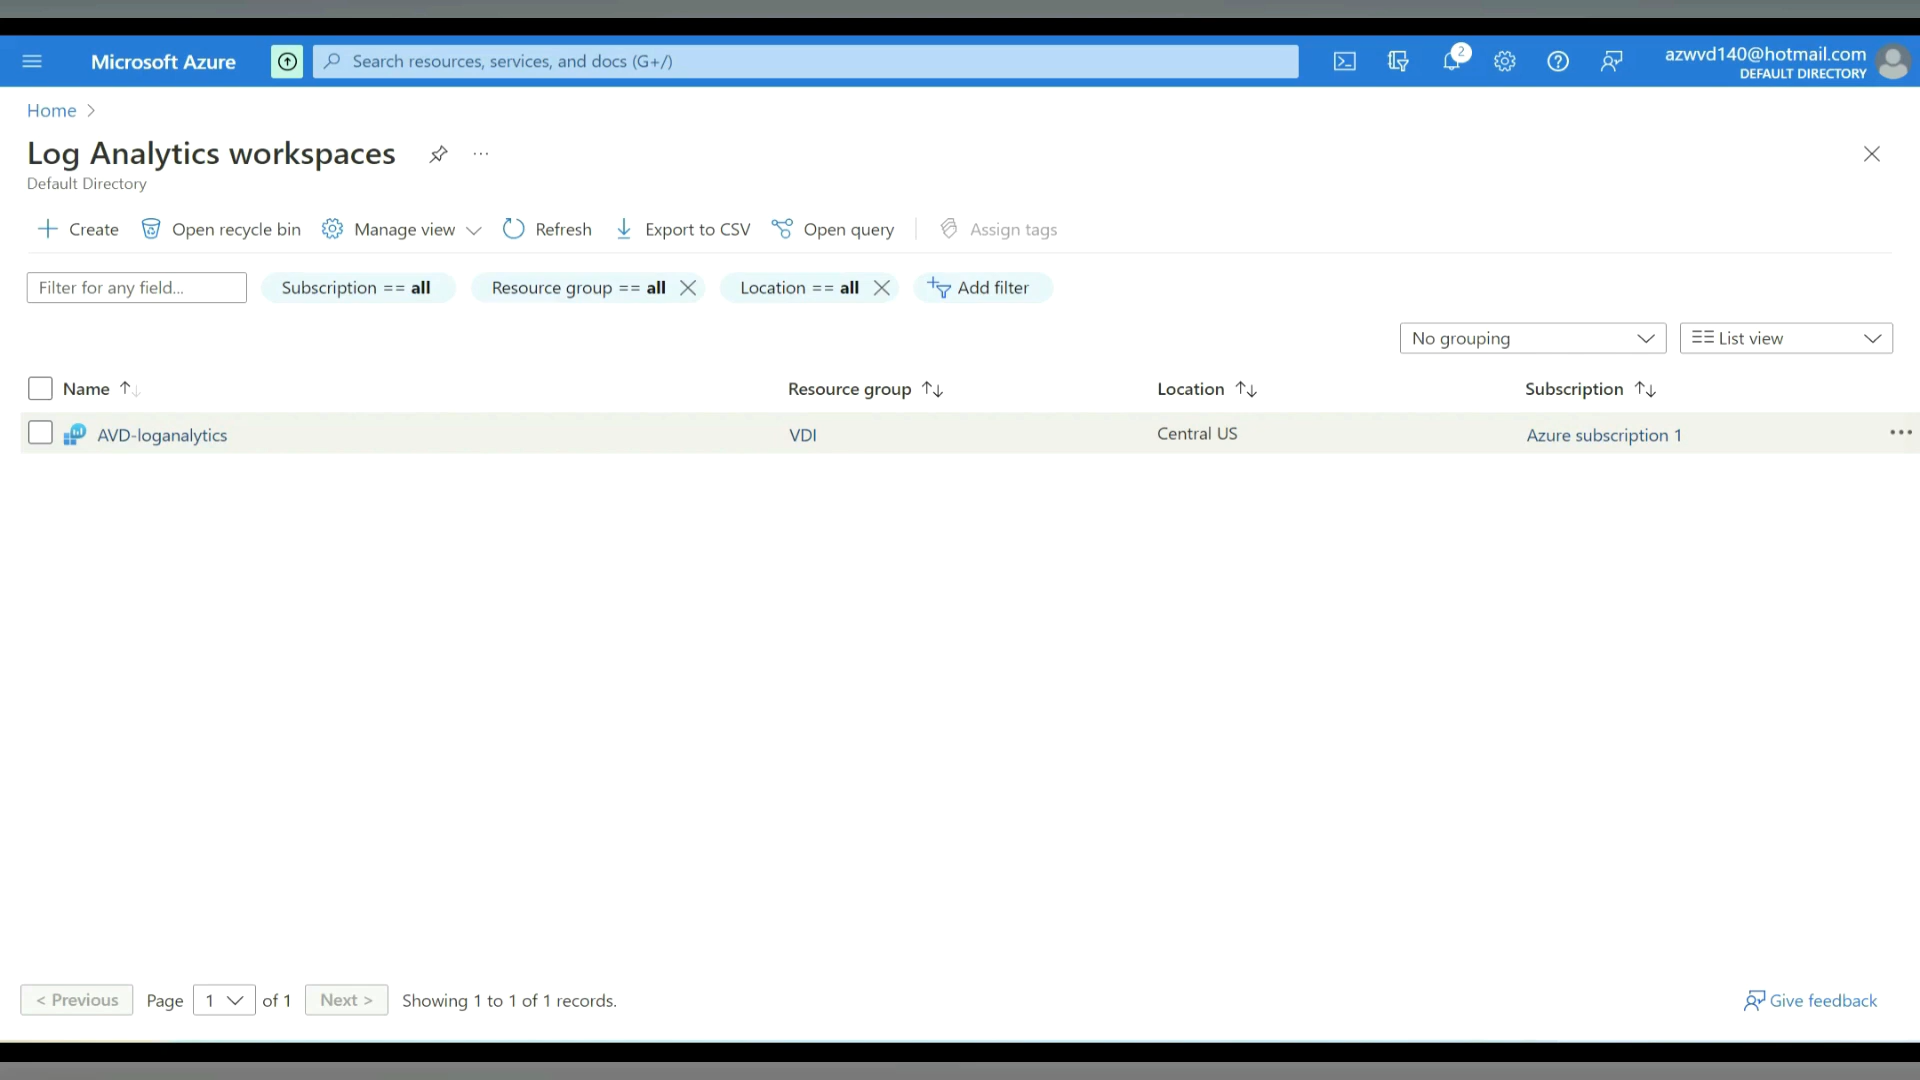 Microsoft Azure
Search resources, services, and docs (G+/)
2
azwvd140@hotmail.com
DEFAULT DIRECTORY
Home
Log Analytics workspaces
Default Directory
Create
Open recycle bin
Manage view
Refresh
Export to CSV
Open query
Assign tags
Filter for any field...
Subscription == all
Resource group == all
Location == all
Add filter
No grouping
List view
Name
Resource group
Location
Subscription
AVD-loganalytics
VDI
Central US
Azure subscription 1
< Previous
Page
1
of 1
Next >
Showing 1 to 1 of 1 records.
Give feedback